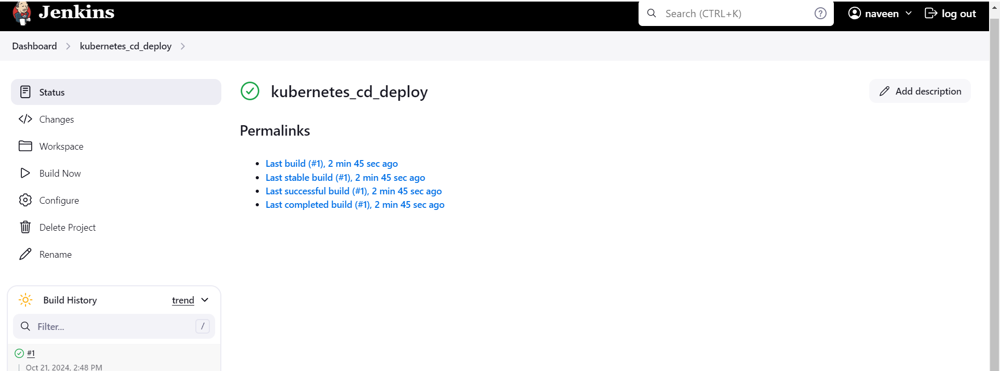 Jenkins
Search (CTRL+K)
?
naveen
log out
Dashboard
kubernetes_cd_deploy
Status
Changes
Workspace
Build Now
Configure
Delete Project
Rename
Build History
trend
Filter...
/
#1
Oct 21, 2024, 2:48 PM
kubernetes_cd_deploy
Add description
Permalinks
Last build (#1), 2 min 45 sec ago
Last stable build (#1), 2 min 45 sec ago
Last successful build (#1), 2 min 45 sec ago
Last completed build (#1), 2 min 45 sec ago